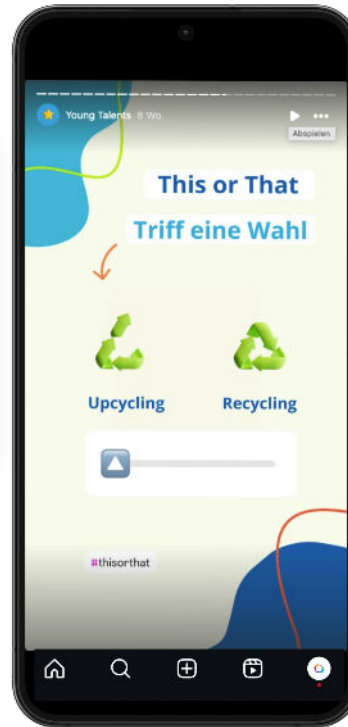 Young Talents 8 Wo.
Abspielen
This or That
Triff eine Wahl
Upcycling Recycling
#thisorthat